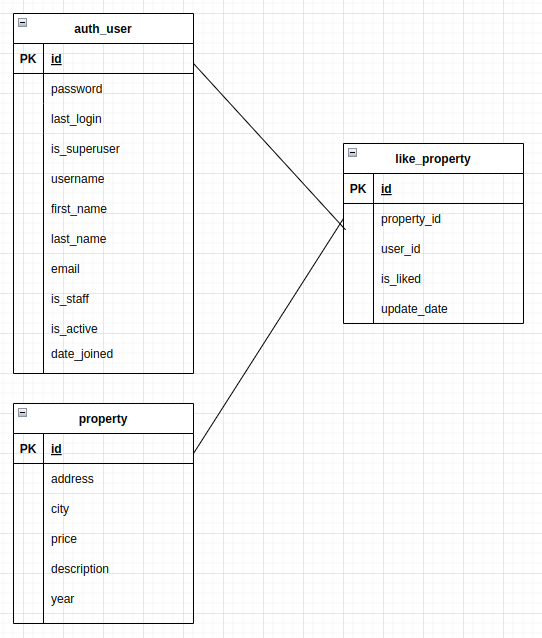 auth_user
PK id
password
last_login
is_superuser
username
first_name
last_name
email
is_staff
is_active
date_joined
like_property
PK id
property_id
user_id
is_liked
update_date
property
PK id
address
city
price
description
year